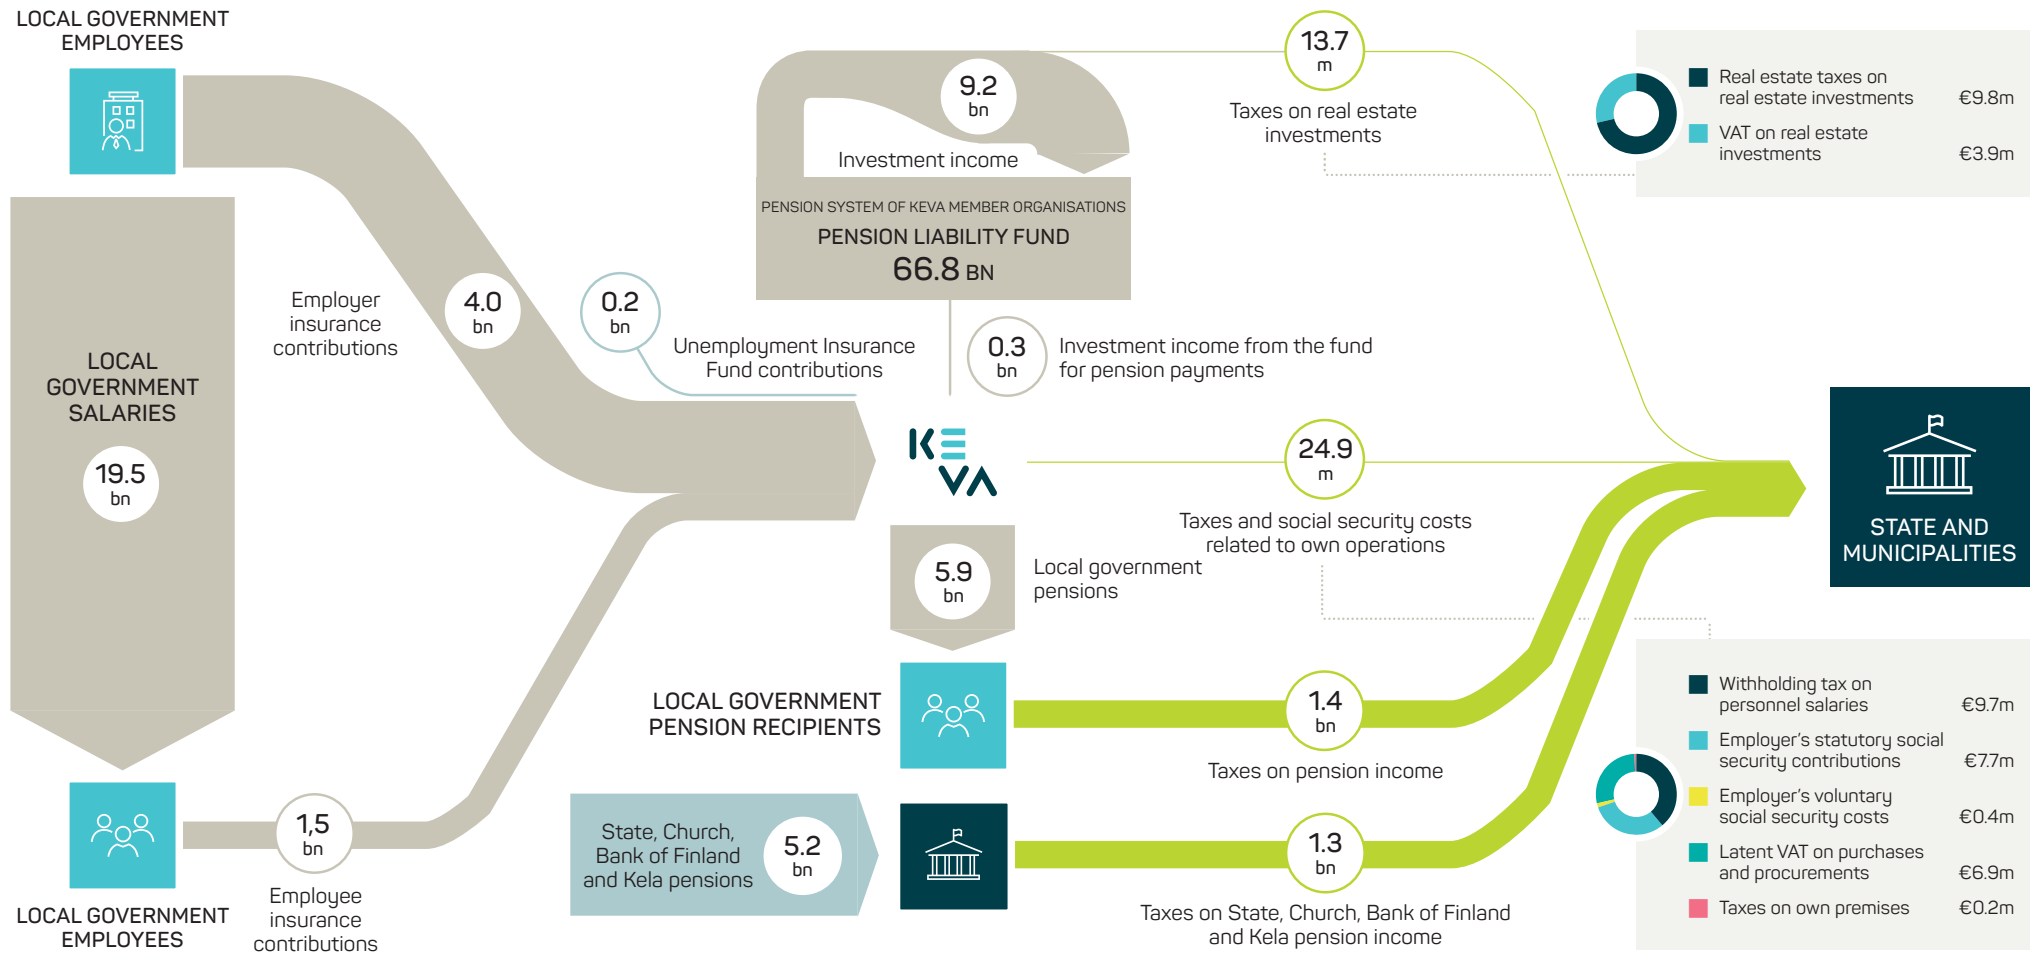 LOCAL GOVERNMENT
EMPLOYEES
LOCAL
GOVERNMENT
SALARIES
19.5
bn
LOCAL GOVERNMENT
EMPLOYEES
Employer
insurance
contributions
4.0
bn
1,5
bn
Employee
insurance
contributions
0.2
bn
Unemployment Insurance
Fund contributions
9.2
bn
Investment income
PENSION SYSTEM OF KEVA MEMBER ORGANISATIONS
PENSION LIABILITY FUND
66.8 BN
0.3
bn
Investment income from the fund
for pension payments
KEVA
5.9
bn
Local government
pensions
LOCAL GOVERNMENT
PENSION RECIPIENTS
State, Church,
Bank of Finland
and Kela pensions
5.2
bn
13.7
m
Taxes on real estate
investments
24.9
m
Taxes and social security costs
related to own operations
1.4
bn
Taxes on pension income
1.3
bn
Taxes on State, Church, Bank of Finland
and Kela pension income
Real estate taxes on
real estate investments €9.8m
VAT on real estate
investments €3.9m
STATE AND
MUNICIPALITIES
Withholding tax on
personnel salaries €9.7m
Employer's statutory social
security contributions €7.7m
Employer's voluntary
social security costs €0.4m
Latent VAT on purchases
and procurements €6.9m
Taxes on own premises €0.2m